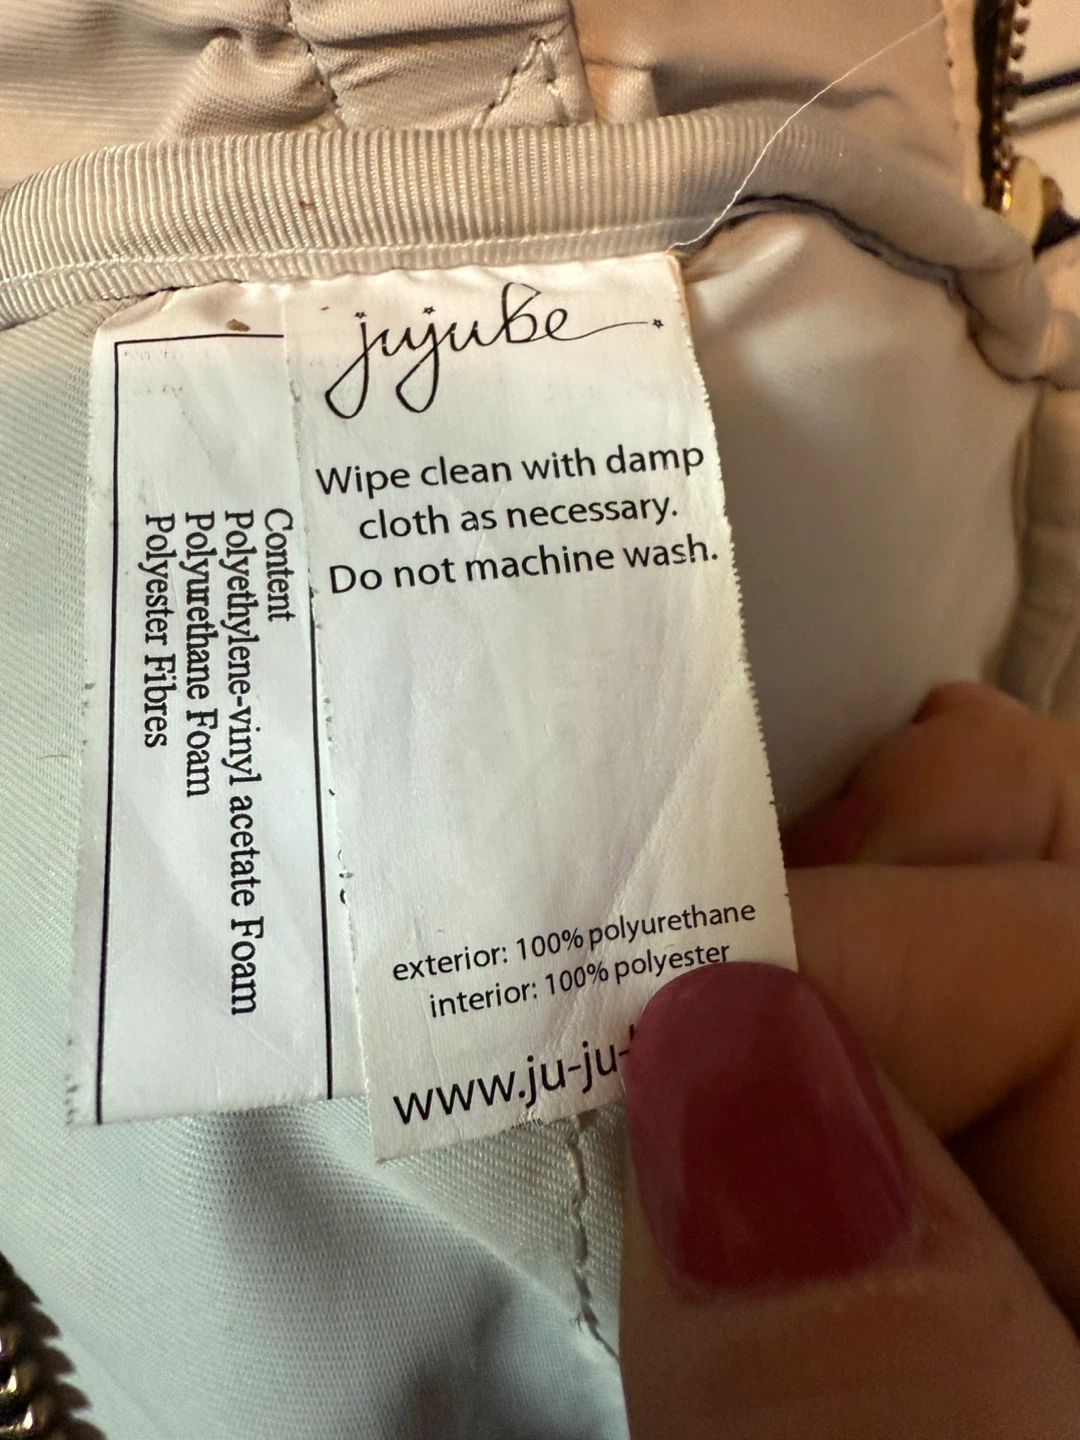 jujube
Wipe clean with damp
cloth as necessary.
Do not machine wash.
exterior: 100% polyurethane
interior: 100% polyester
www.ju-ju-
Content
Polyethylene-vinyl acetate Foam
Polyurethane Foam
Polyester Fibres